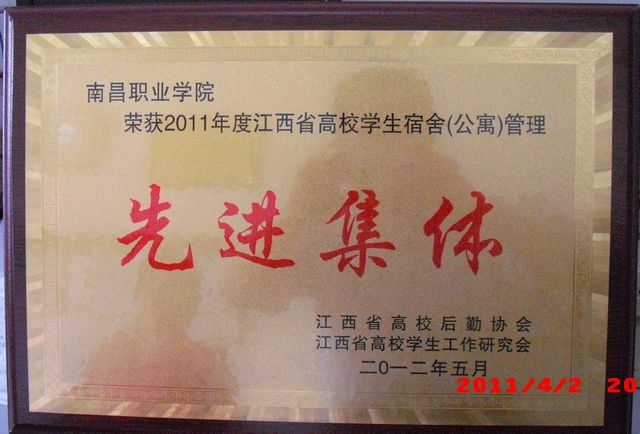 南昌职业学院
荣获2011年度江西省高校学生宿舍(公寓)管理
先进集体
江西省高校后勤协会
江西省高校学生工作研究会
二〇一二年五月
2011/4/2 20